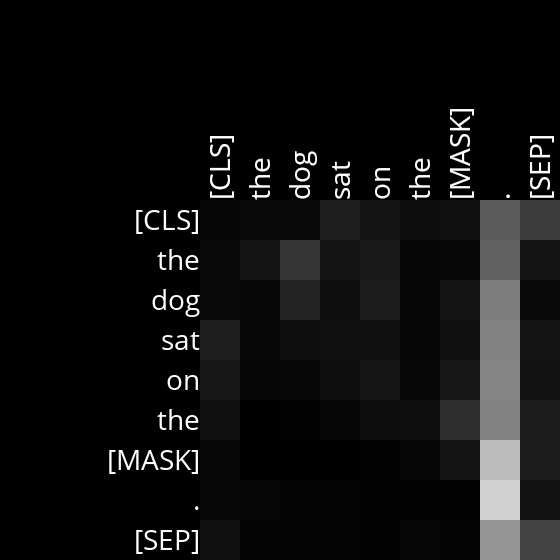 [CLS] the dog sat on the [MASK] . [SEP]
[CLS]
the
dog
sat
on
the
[MASK]
.
[SEP]